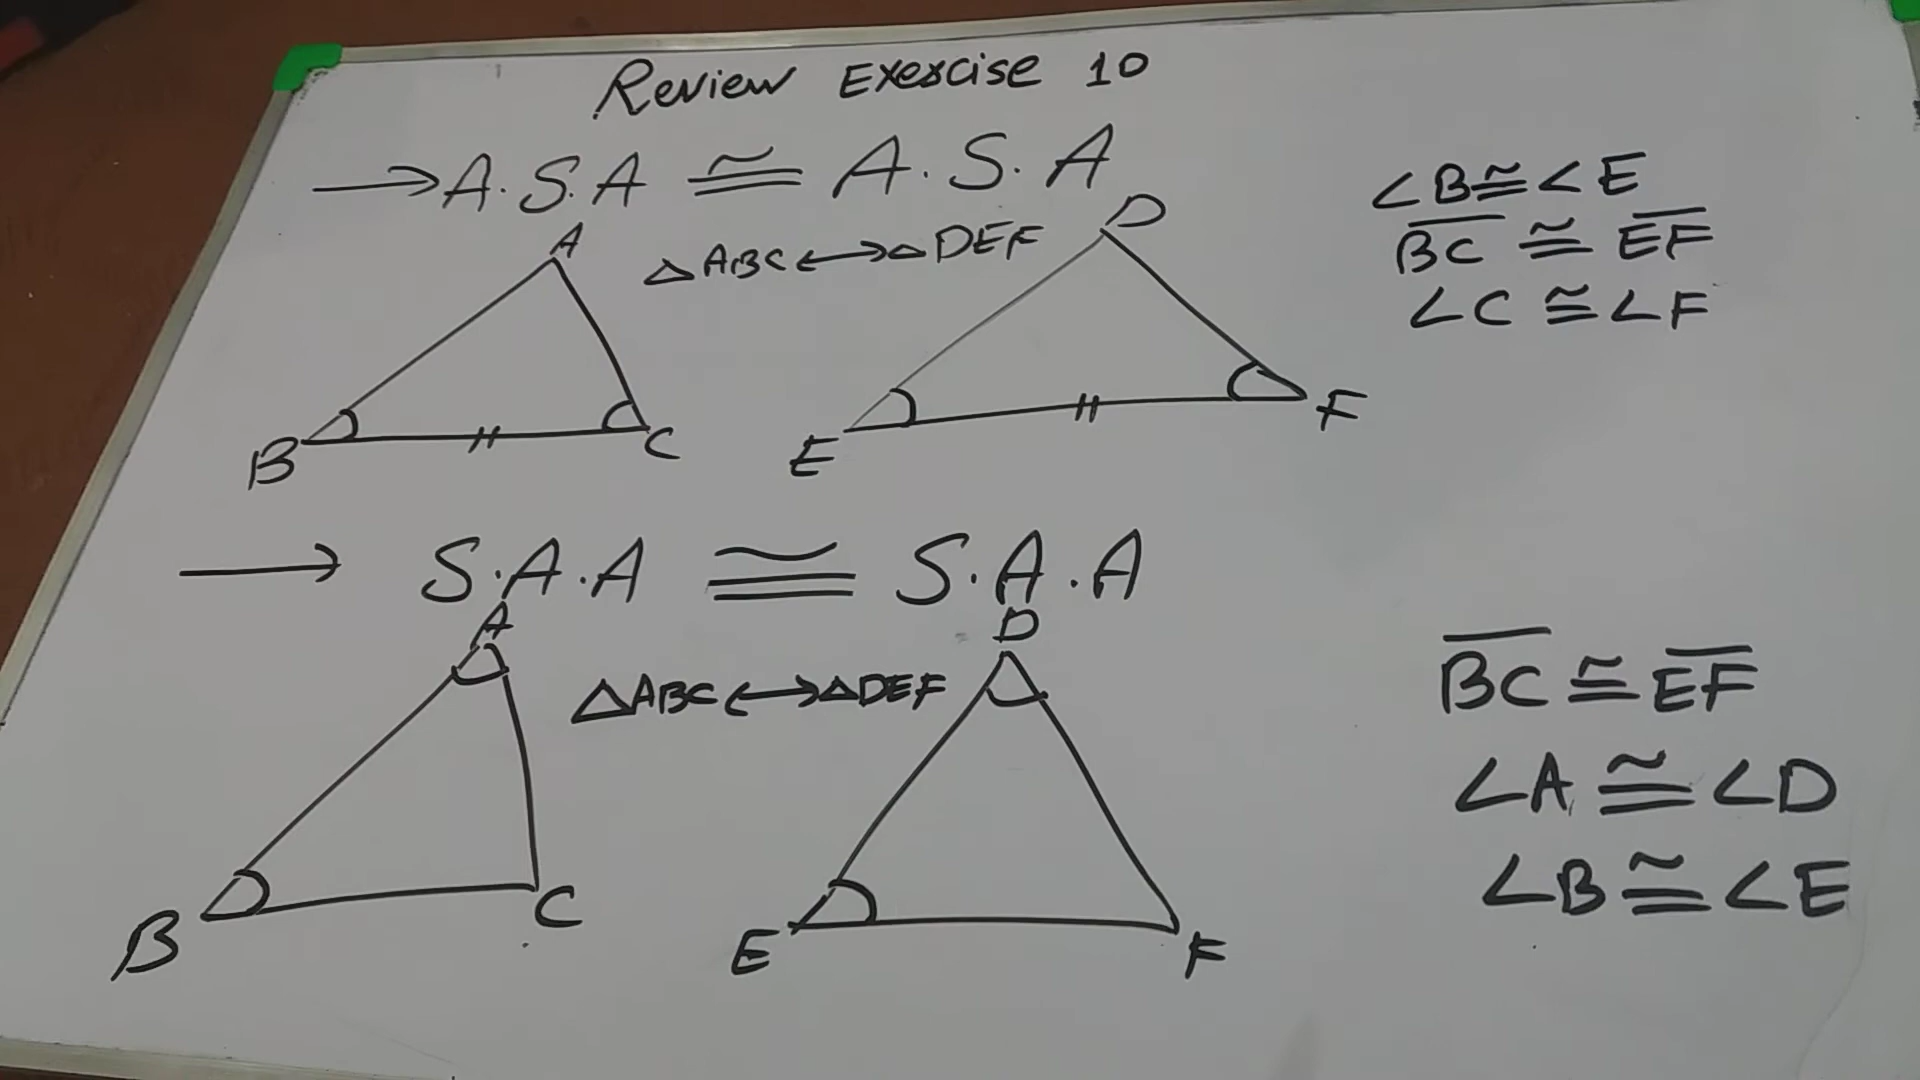 Review Exercise 10
→ A.S.A ≅ A.S.A
∠B ≅ ∠E
B̅C̅ ≅ E̅F̅
∠C ≅ ∠F
△ABC ↔ △DEF
A
B
C
D
E
F
→ S.A.A ≅ S.A.A
△ABC ↔ △DEF
A
B
C
D
E
F
B̅C̅ ≅ E̅F̅
∠A ≅ ∠D
∠B ≅ ∠E